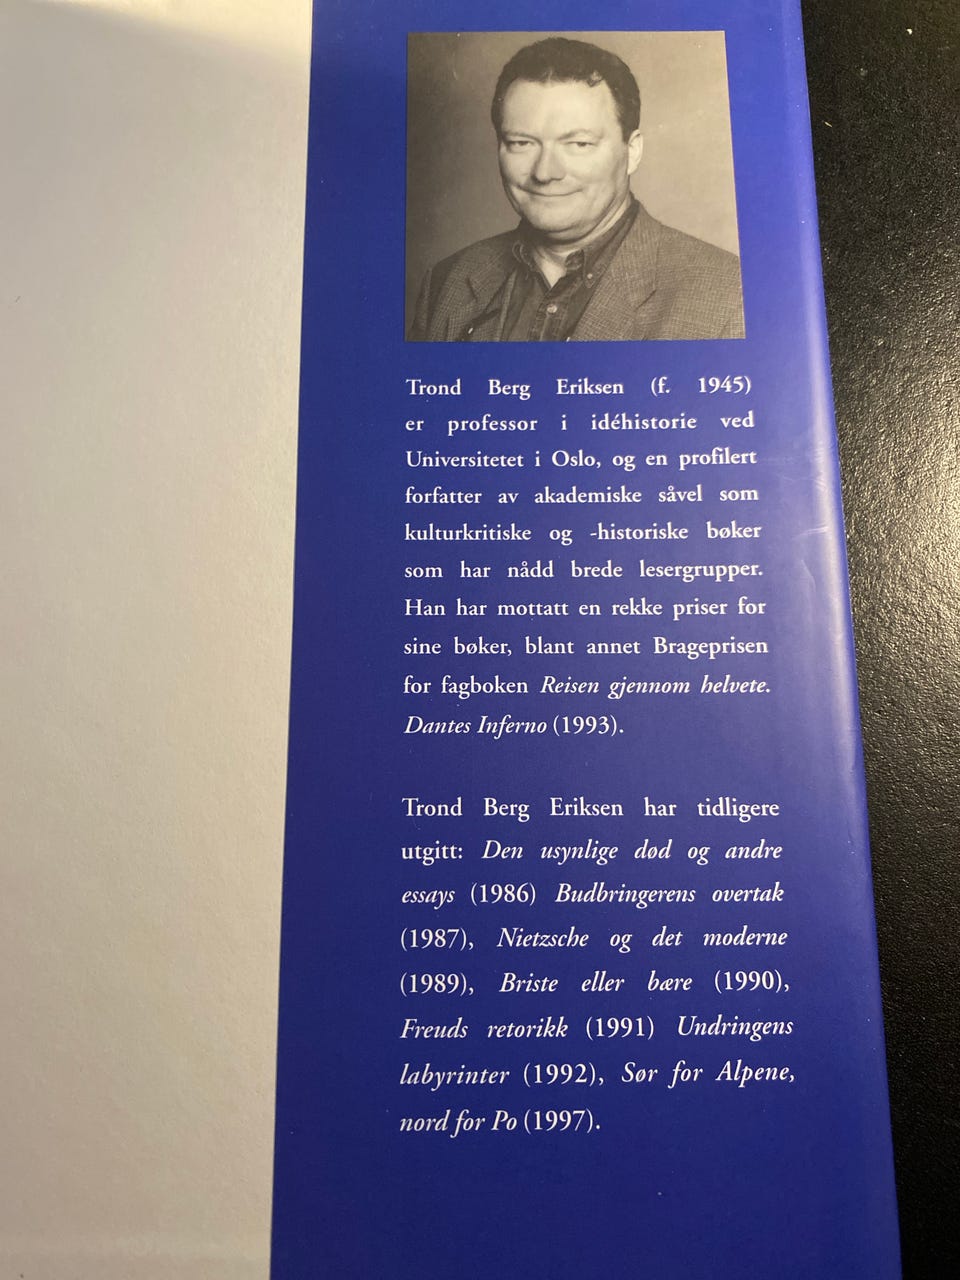 Trond Berg Eriksen (f. 1945)
er professor i idéhistorie ved
Universitetet i Oslo, og en profilert
forfatter av akademiske såvel som
kulturkritiske og -historiske bøker
som har nådd brede lesergrupper.
Han har mottatt en rekke priser for
sine bøker, blant annet Brageprisen
for fagboken Reisen gjennom helvete.
Dantes Inferno (1993).
Trond Berg Eriksen har tidligere
utgitt: Den usynlige død og andre
essays (1986) Budbringerens overtak
(1987), Nietzsche og det moderne
(1989), Briste eller bære (1990),
Freuds retorikk (1991) Undringens
labyrinter (1992), Sør for Alpene,
nord for Po (1997).